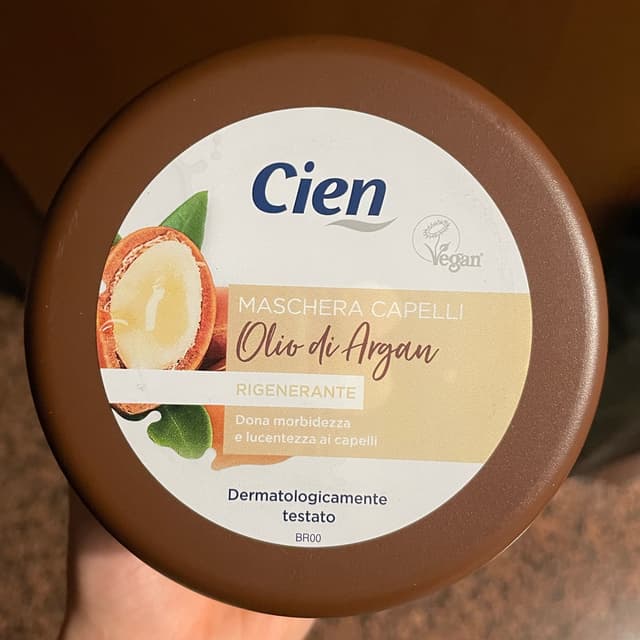 Cien
Vegan
MASCHERA CAPELLI
Olio di Argan
RIGENERANTE
Dona morbidezza
e lucentezza ai capelli
Dermatologicamente
testato
BR00